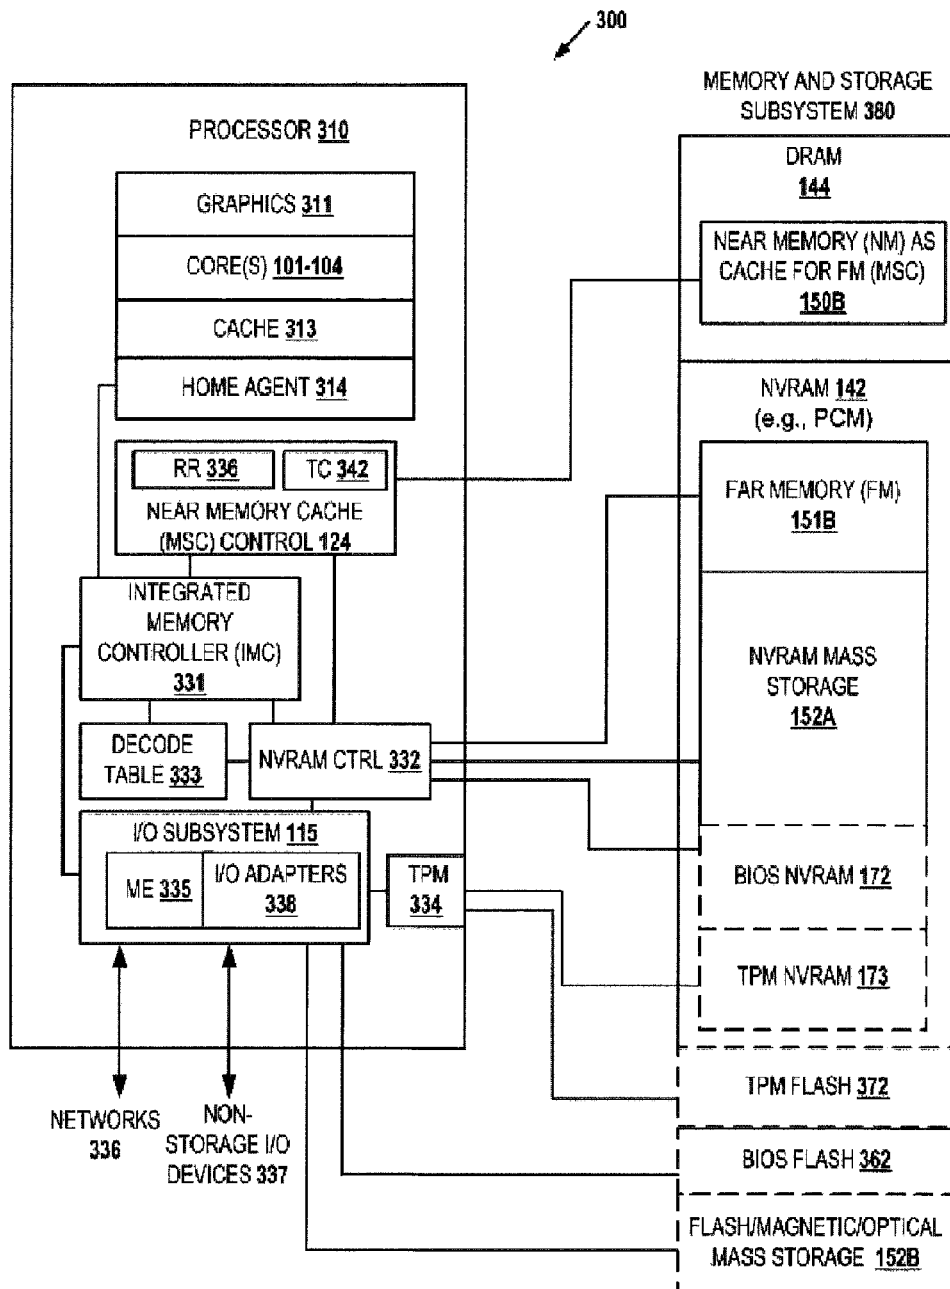 300
PROCESSOR 310
GRAPHICS 311
CORE(S) 101-104
CACHE 313
HOME AGENT 314
RR 336
TC 342
NEAR MEMORY CACHE
(MSC) CONTROL 124
INTEGRATED
MEMORY
CONTROLLER (IMC)
331
DECODE
TABLE 333
NVRAM CTRL 332
I/O SUBSYSTEM 115
ME 335
I/O ADAPTERS
338
TPM
334
NETWORKS
336
NON-
STORAGE I/O
DEVICES 337
MEMORY AND STORAGE
SUBSYSTEM 380
DRAM
144
NEAR MEMORY (NM) AS
CACHE FOR FM (MSC)
150B
NVRAM 142
(e.g., PCM)
FAR MEMORY (FM)
151B
NVRAM MASS
STORAGE
152A
BIOS NVRAM 172
TPM NVRAM 173
TPM FLASH 372
BIOS FLASH 362
FLASH/MAGNETIC/OPTICAL
MASS STORAGE 152B